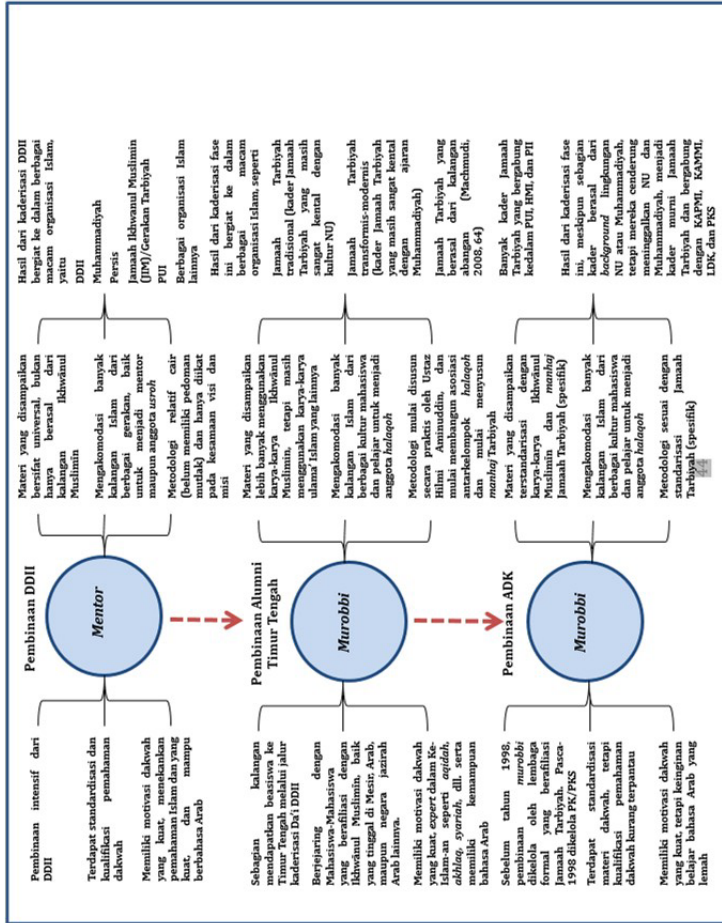 Pembinaan intensif dari
DDII
Terdapat standardisasi dan
kualifikasi pemahaman
dakwah
Memiliki motivasi dakwah
yang kuat, menekankan
pemahaman Islam dan yang
kuat, dan mampu
berbahasa Arab
Pembinaan DDII
Mentor
Materi yang disampaikan
bersifat universal, bukan
hanya berasal dari
kalangan Ikhwânul
Muslimin
Mengakomodasi banyak
kalangan Islam dari
berbagai gerakan, baik
untuk menjadi mentor
maupun anggota usroh
Metodologi relatif cair
(belum memiliki pedoman
mutlak) dan hanya diikat
pada kesamaan visi dan
misi
Hasil dari kaderisasi DDII
bergiat ke dalam berbagai
macam organisasi Islam,
yaitu
DDII
Muhammadiyah
Persis
Jamaah Ikhwanul Muslimin
(JIM)/Gerakan Tarbiyah
PUI
Berbagai organisasi Islam
lainnya
Sebagian kalangan
mendapatkan beasiswa ke
Timur Tengah melalui jalur
kaderisasi Da'i DDII
Berjejaring dengan
Mahasiswa-Mahasiswa
yang berafiliasi dengan
Ikhwânul Muslimin, baik
yang tinggal di Mesir, Arab,
maupun negara jazirah
Arab lainnya.
Memiliki motivasi dakwah
yang kuat, expert dalam Ke-
Islam-an seperti aqidah,
akhlaq, syariah, dll. serta
memiliki kemampuan
bahasa Arab
Pembinaan Alumni
Timur Tengah
Murobbi
Materi yang disampaikan
lebih banyak menggunakan
karya-karya Ikhwânul
Muslimin, tetapi masih
menggunakan karya-karya
ulama' Islam yang lainnya
Mengakomodasi banyak
kalangan Islam dari
berbagai kultur mahasiswa
dan pelajar untuk menjadi
anggota halaqoh
Metodologi mulai disusun
secara praktis oleh Ustaz
Hilmi Aminuddin, dan
mulai membangun asosiasi
antarkelompok halaqoh
dan mulai menyusun
manhaj Tarbiyah
Hasil dari kaderisasi fase
ini bergiat ke dalam
berbagai macam
organisasi Islam, seperti
Jamaah Tarbiyah
tradisional (kader Jamaah
Tarbiyah yang masih
sangat kental dengan
kultur NU)
Jamaah Tarbiyah
transformis-modernis
(kader Jamaah Tarbiyah
yang masih sangat kental
dengan ajaran
Muhammadiyah)
Jamaah Tarbiyah yang
berasal dari kalangan
abangan (Machmudi.
2008, 64)
Banyak kader Jamaah
Tarbiyah yang bergabung
kedalam PUI, HMI, dan PII
Sebelum tahun 1998,
pembinaan murobbi
dikelola oleh lembaga
formal yang berafiliasi
Jamaah Tarbiyah. Pasca-
1998 dikelola PK/PKS
Terdapat standardisasi
materi dakwah, tetapi
kualifikasi pemahaman
dakwah kurang terpantau
Memiliki motivasi dakwah
yang kuat, tetapi keinginan
belajar bahasa Arab yang
lemah
Pembinaan ADK
Murobbi
Materi yang disampaikan
terstandarisasi dengan
karya-karya Ikhwânul
Muslimin dan manhaj
Jamaah Tarbiyah (spesifik)
Mengakomodasi banyak
kalangan Islam dari
berbagai kultur mahasiswa
dan pelajar untuk menjadi
anggota halaqoh
Metodologi sesuai dengan
standarisasi Jamaah
Tarbiyah (spesifik)
Hasil dari kaderisasi fase
ini, meskipun sebagian
kader berasal dari
background lingkungan
NU atau Muhammadiyah,
tetapi mereka cenderung
meninggalkan NU dan
Muhammadiyah, menjadi
kader murni Jamaah
Tarbiyah dan bergabung
dengan KAPMI, KAMMI,
LDK, dan PKS
44